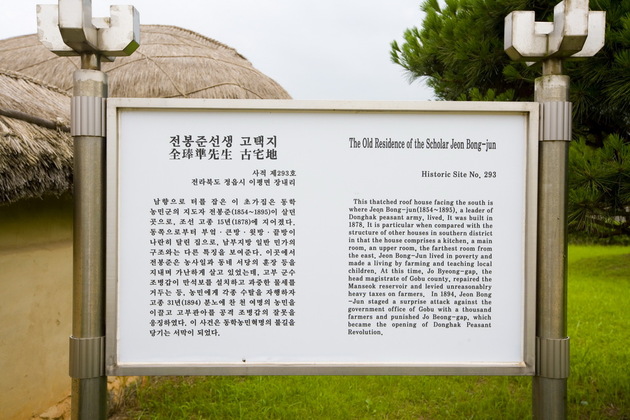 전봉준선생 고택지
全琫準先生 古宅地
사적 제293호
전라북도 정읍시 이평면 장내리
남향으로 터를 잡은 이 초가집은 동학
농민군의 지도자 전봉준(1854~1895)이 살던
곳으로, 조선 고종 15년(1878)에 지어졌다.
동쪽으로부터 부엌·큰방·윗방·끝방이
나란히 달린 집으로, 남부지방 일반 민가의
구조와는 다른 특징을 보여준다. 이곳에서
전봉준은 농사일과 동네 서당의 훈장 등을
지내며 가난하게 살고 있었는데, 고부 군수
조병갑이 만석보를 설치하고 과중한 물세를
거두는 등, 농민에게 각종 수탈을 자행하자
고종 31년(1894) 분노에 찬 천여 명의 농민을
이끌고 고부관아를 공격 조병갑의 잘못을
응징하였다. 이 사건은 동학농민혁명의 불길을
당기는 서막이 되었다.
The Old Residence of the Scholar Jeon Bong-jun
Historic Site No, 293
This thatched roof house facing the south is
where Jeon Bong-jun(1854~1895), a leader of
Donghak peasant army, lived, It was built in
1878, It is particular when compared with the
structure of other houses in southern district
in that the house comprises a kitchen, a main
room, an upper room, the farthest room from
the east, Jeon Bong-Jun lived in poverty and
made a living by farming and teaching local
children, At this time, Jo Byeong-gap, the
head magistrate of Gobu county, repaired the
Manseok reservoir and levied unreasonablry
heavy taxes on farmers, In 1894, Jeon Bong
-Jun staged a surprise attack against the
government office of Gobu with a thousand
farmers and punished Jo Beong-gap, which
became the opening of Donghak Peasant
Revolution,